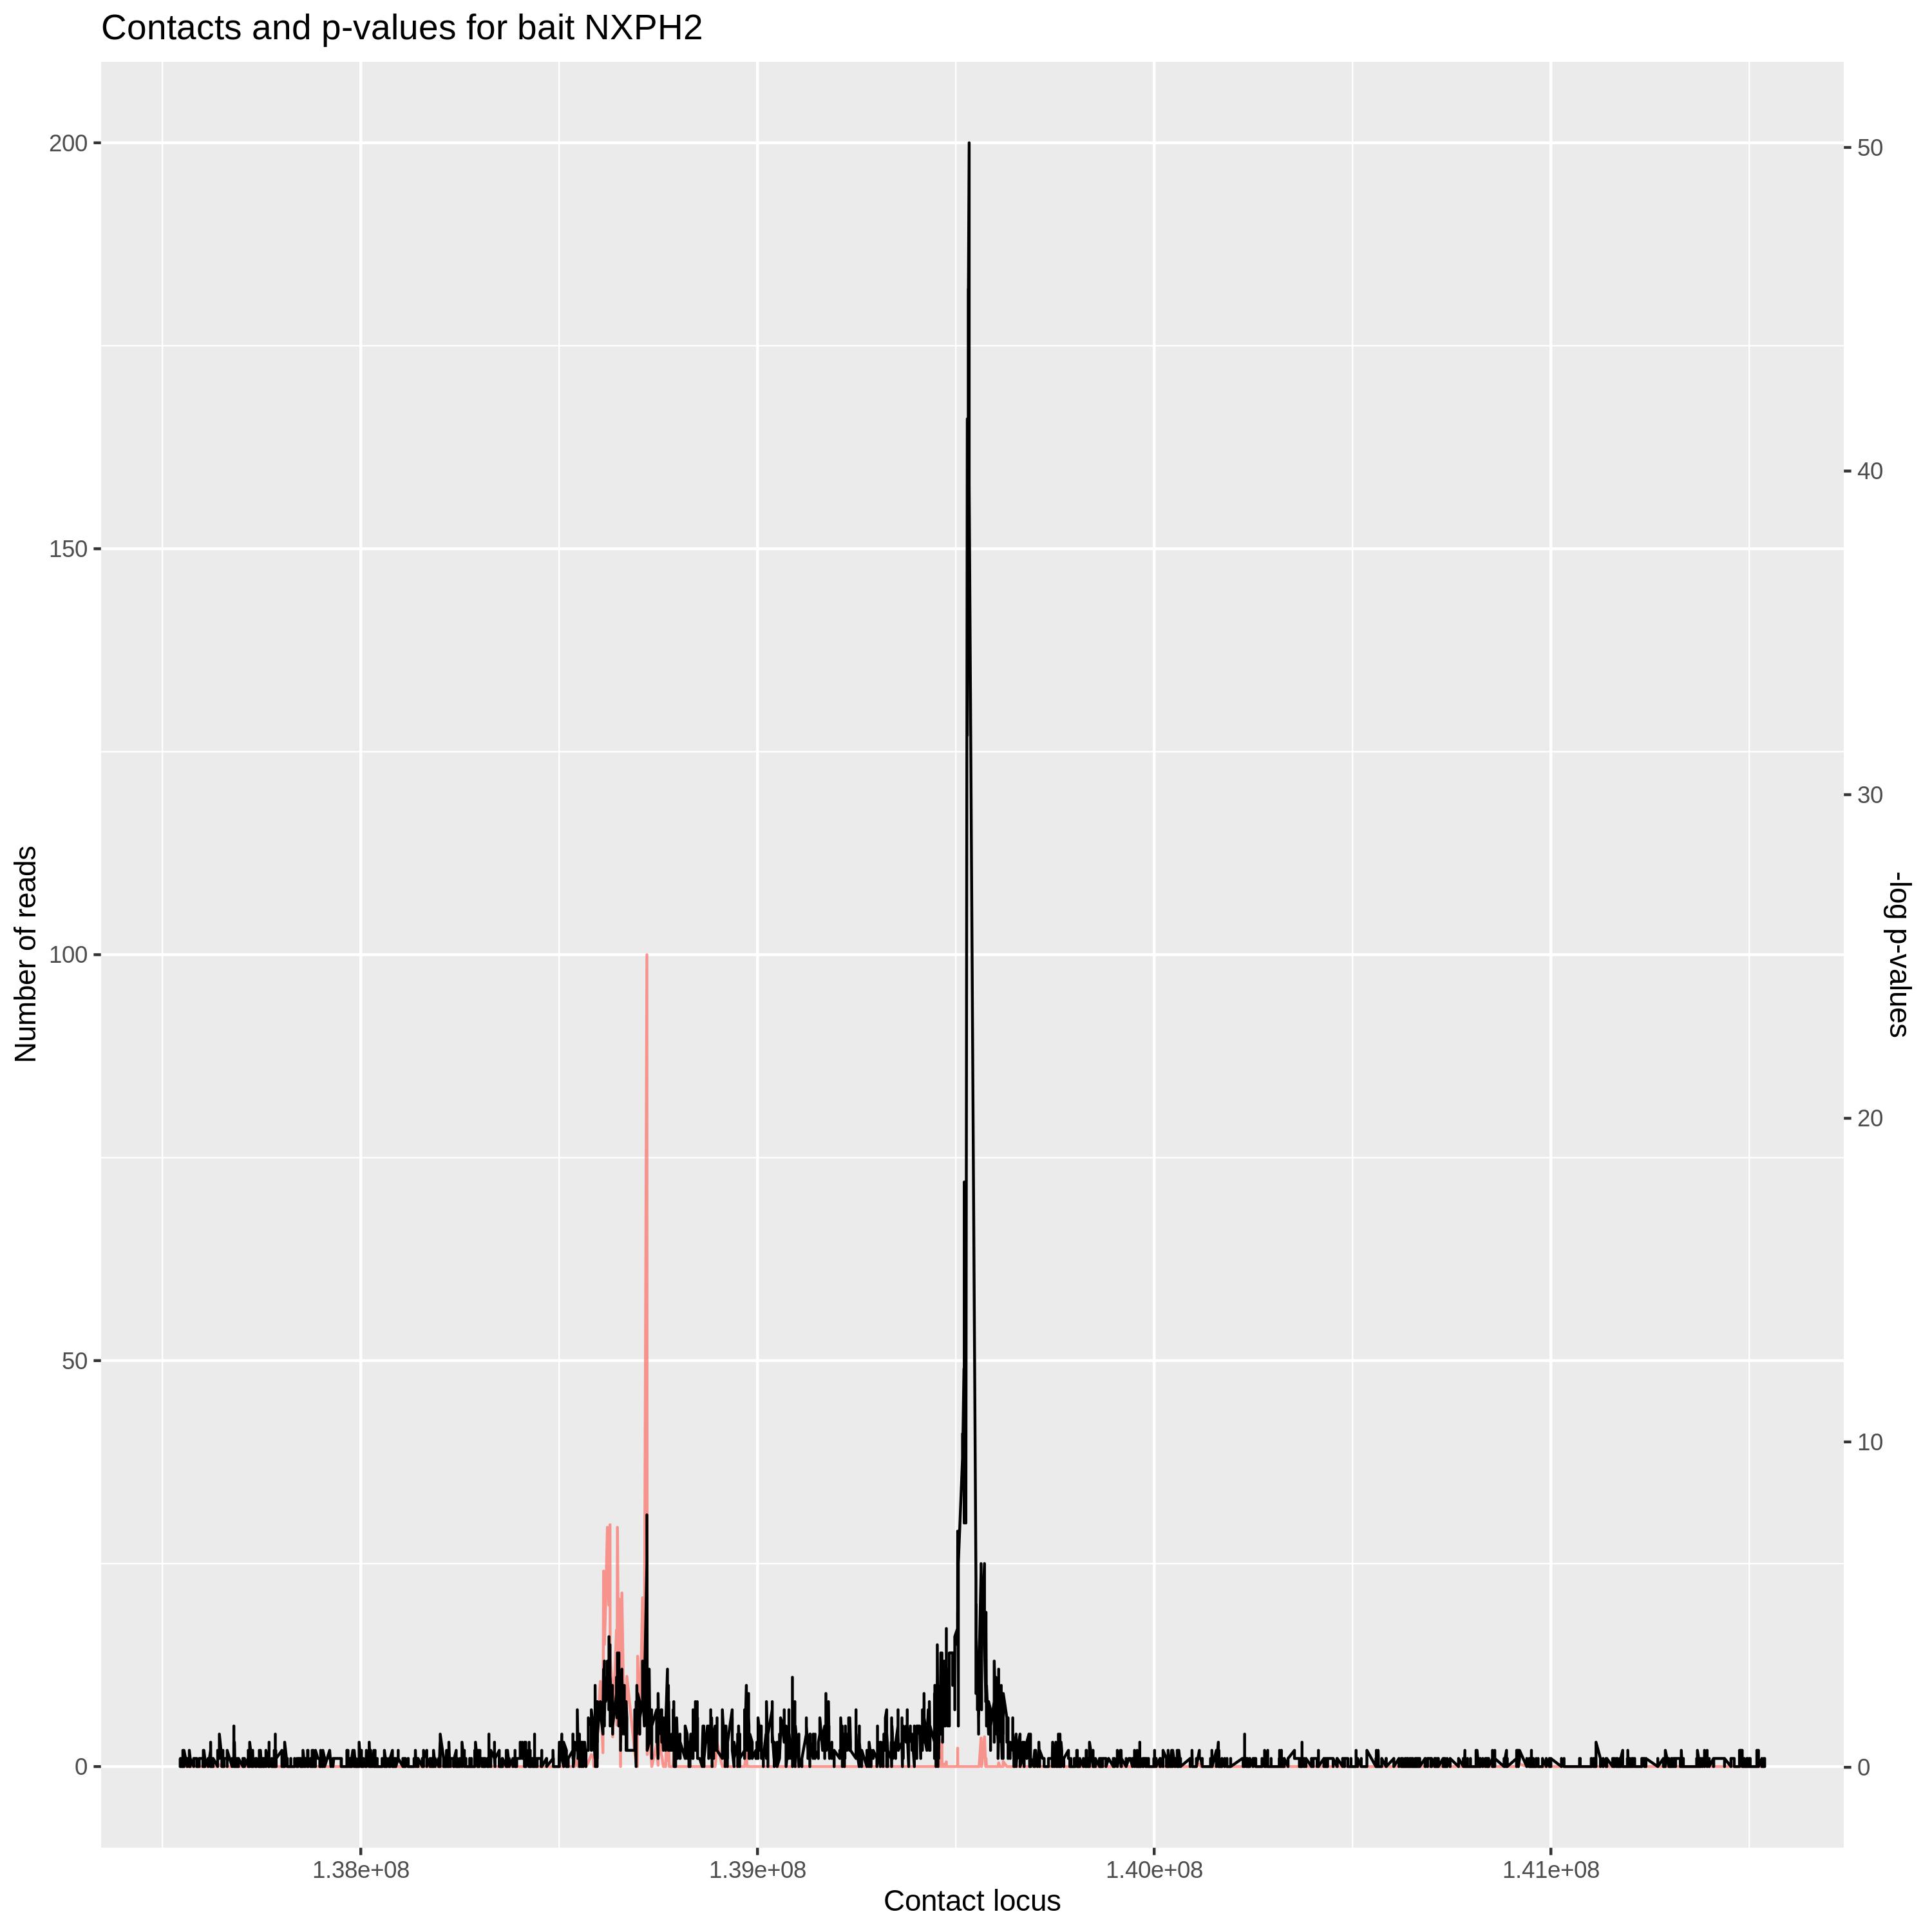 Contacts and p-values for bait NXPH2
200
150
100
50
0
Number of reads
50
40
30
20
10
0
-log p-values
1.38e+08
1.39e+08
1.40e+08
1.41e+08
Contact locus